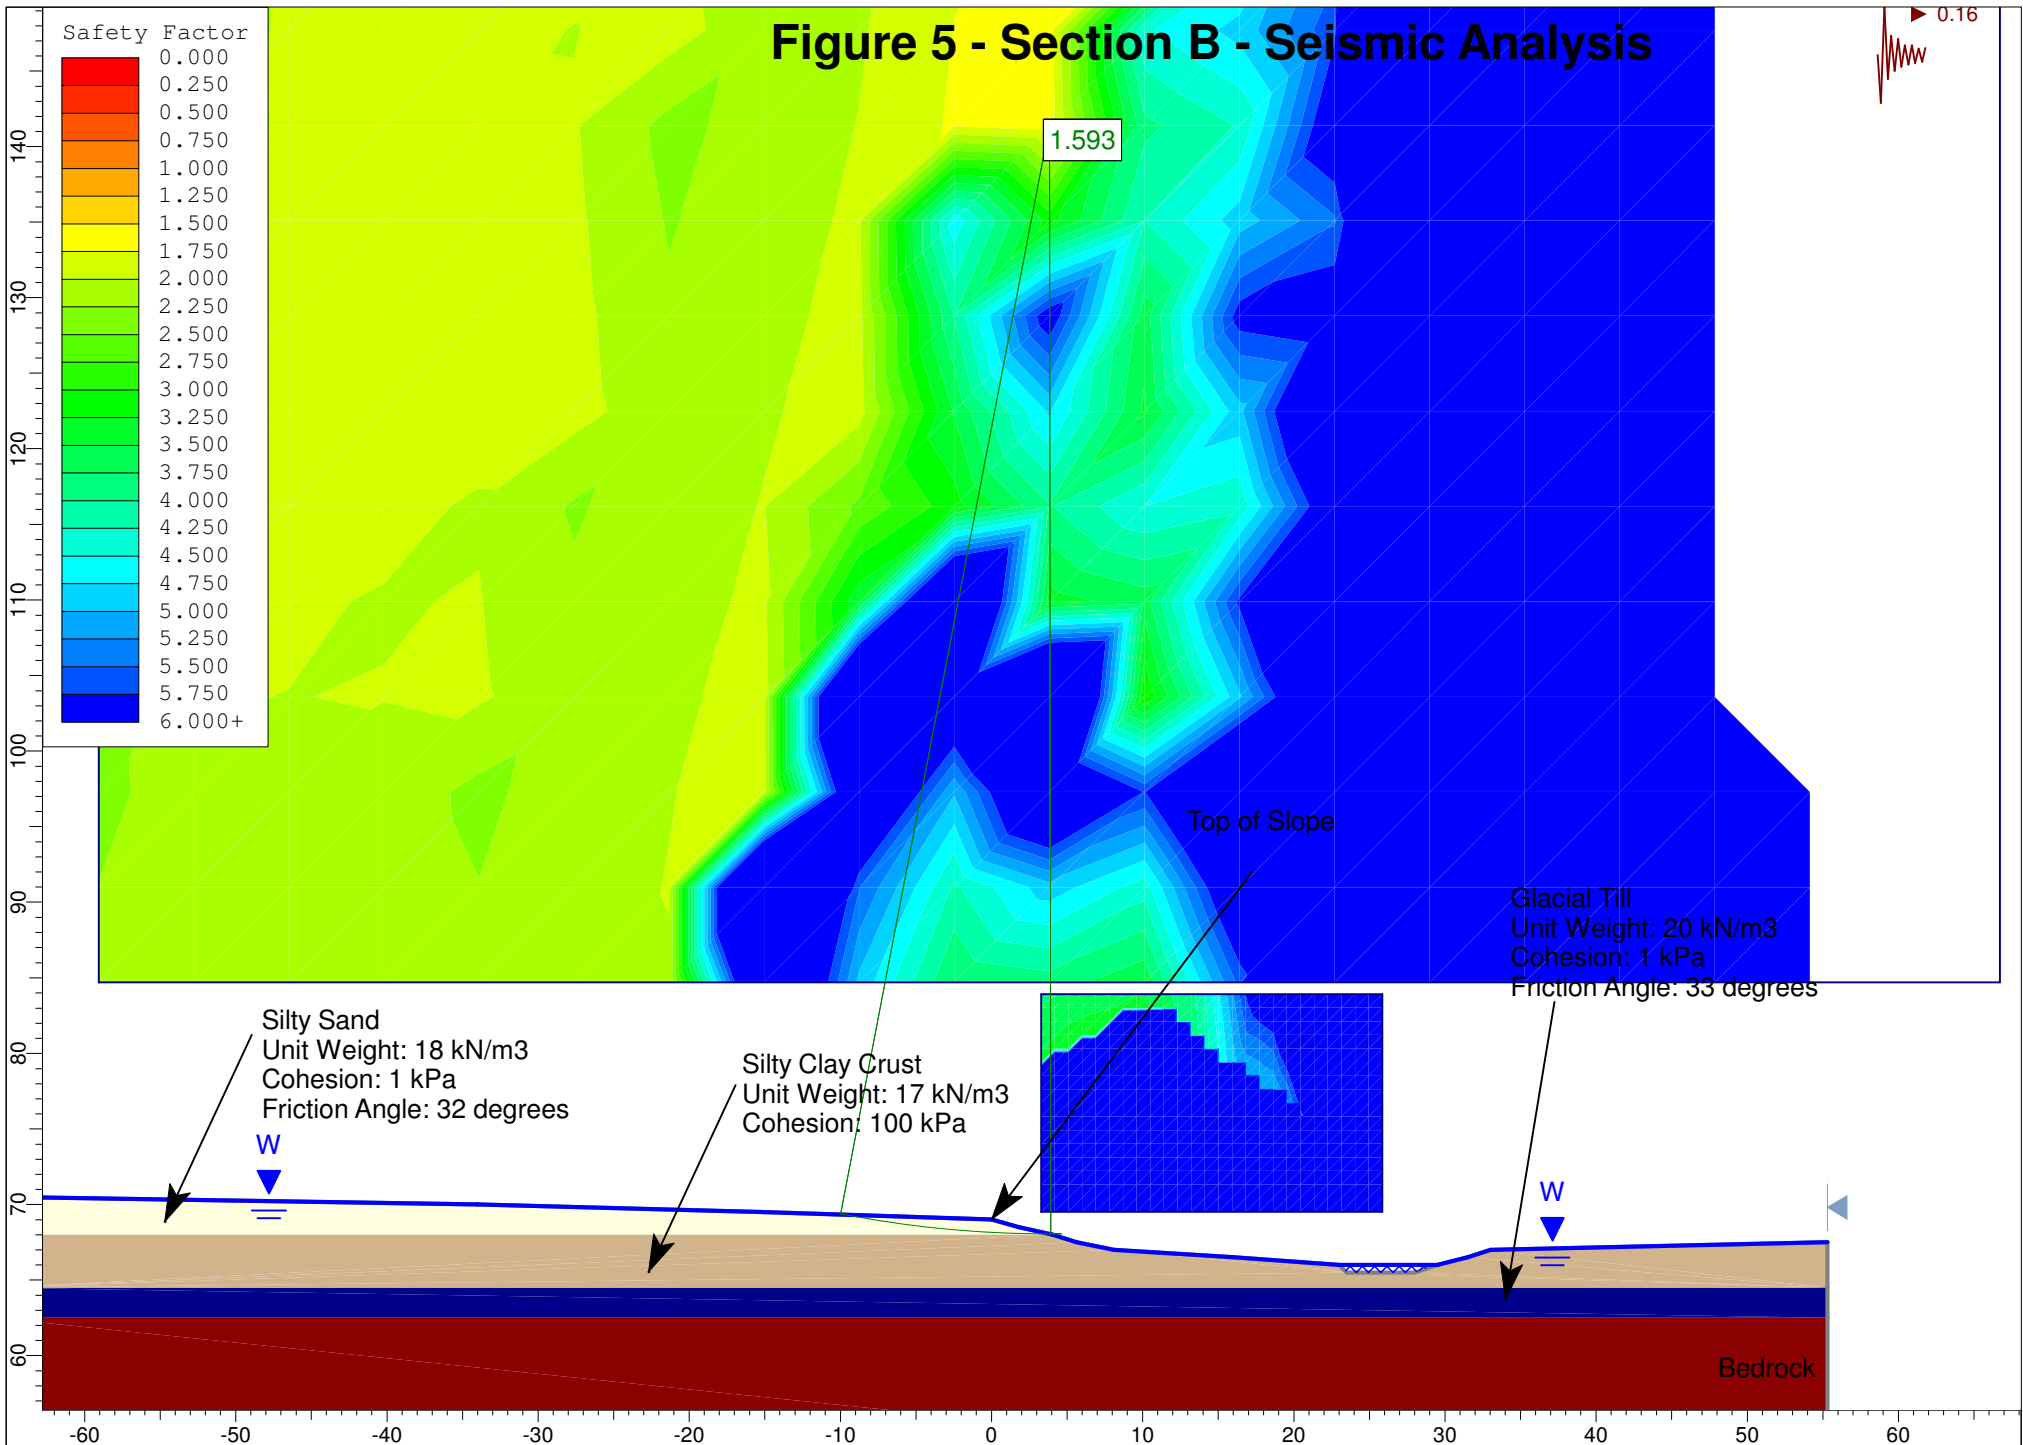 Figure 5 - Section B - Seismic Analysis
0.16
Safety Factor
0.000
0.250
0.500
0.750
1.000
1.250
1.500
1.750
2.000
2.250
2.500
2.750
3.000
3.250
3.500
3.750
4.000
4.250
4.500
4.750
5.000
5.250
5.500
5.750
6.000+
1.593
Top of Slope
Glacial Till
Unit Weight: 20 kN/m3
Cohesion: 1 kPa
Friction Angle: 33 degrees
Silty Sand
Unit Weight: 18 kN/m3
Cohesion: 1 kPa
Friction Angle: 32 degrees
Silty Clay Crust
Unit Weight: 17 kN/m3
Cohesion: 100 kPa
W
W
Bedrock
140
130
120
110
100
90
80
70
60
-60
-50
-40
-30
-20
-10
0
10
20
30
40
50
60